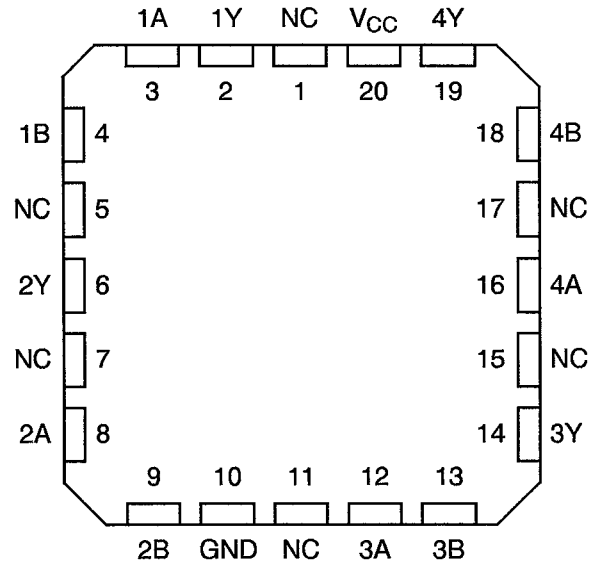 1A 1Y NC VCC 4Y
3 2 1 20 19
1B 4 18 4B
NC 5 17 NC
2Y 6 16 4A
NC 7 15 NC
2A 8 14 3Y
9 10 11 12 13
2B GND NC 3A 3B